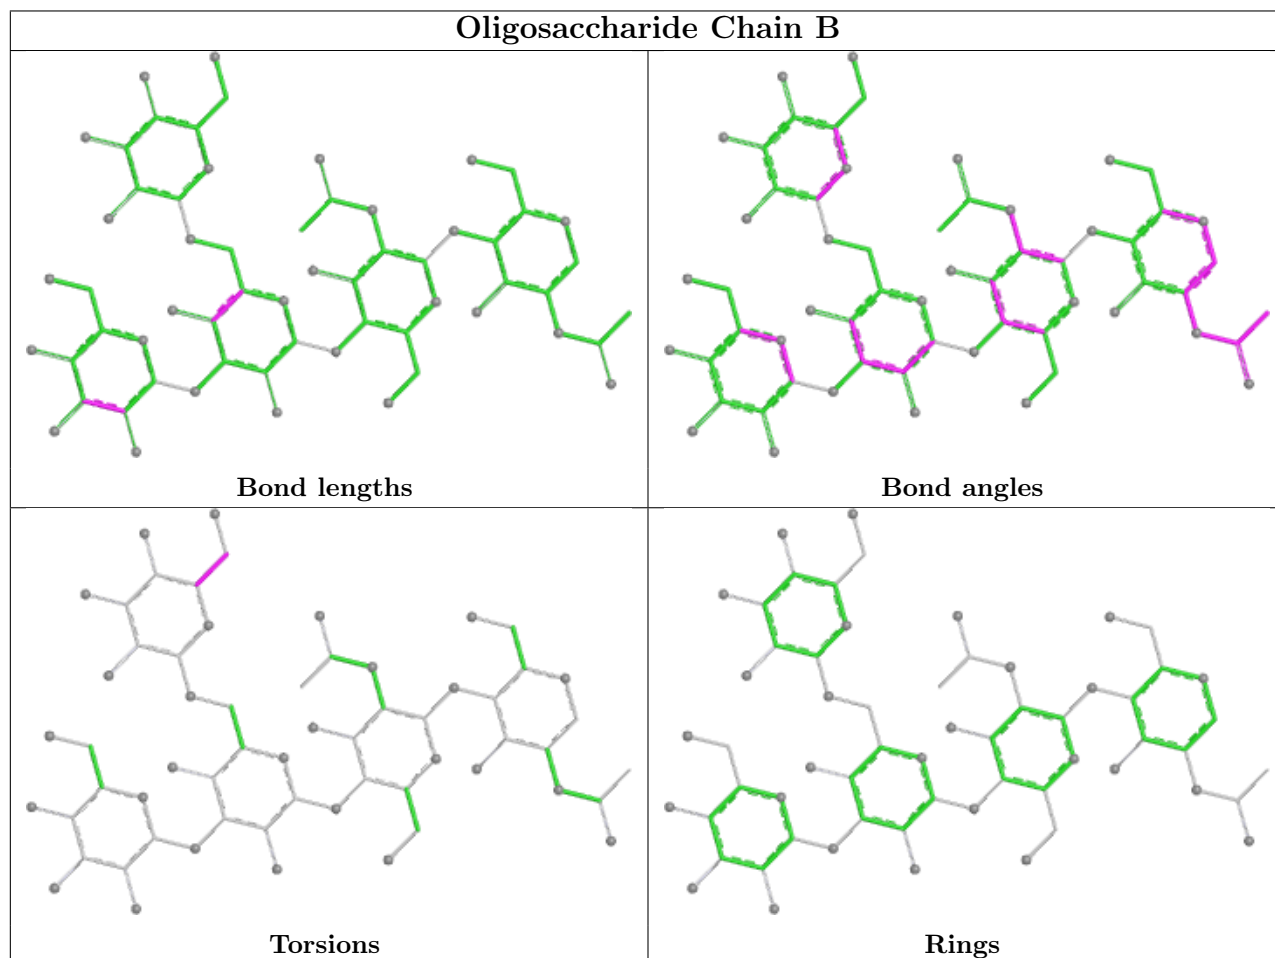 Oligosaccharide Chain B
Bond lengths
Bond angles
Torsions
Rings